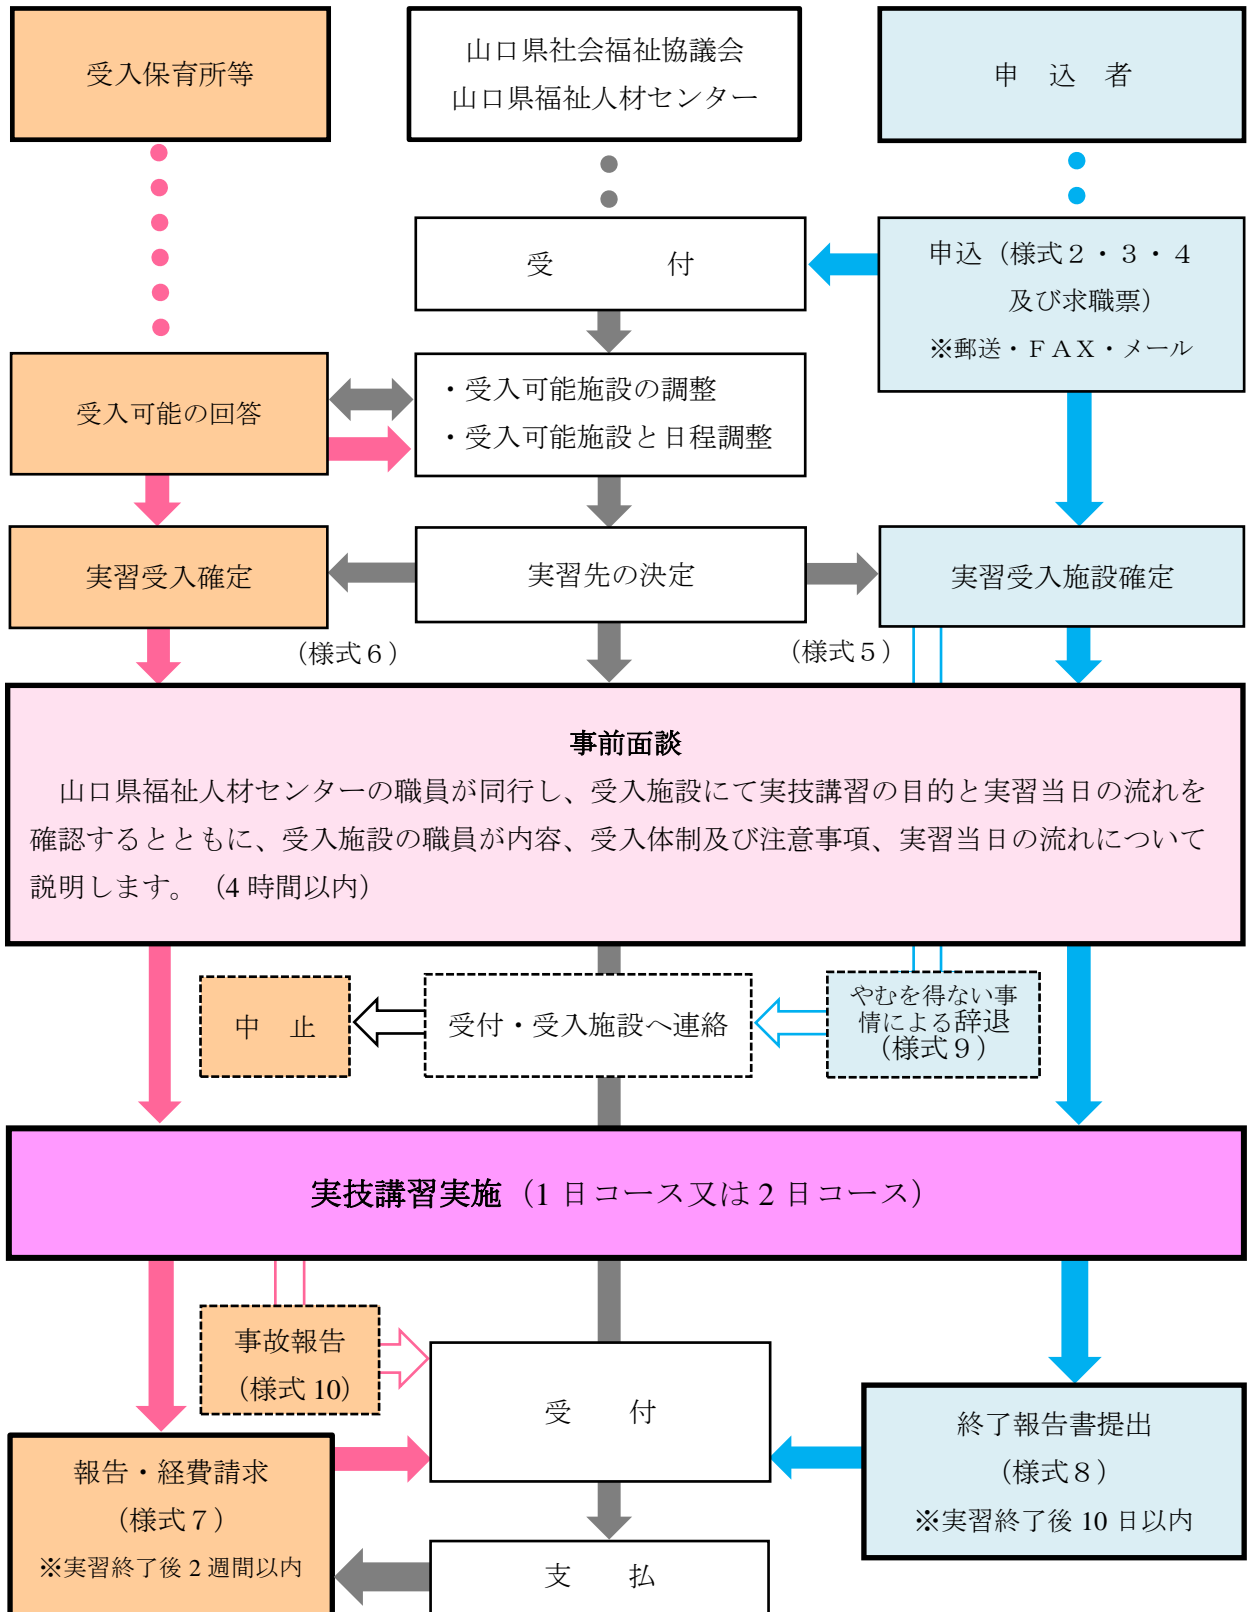 受入保育所等
山口県社会福祉協議会
山口県福祉人材センター
申　込　者
受　　　　付
申込（様式２・３・４
及び求職票）
※郵送・ＦＡＸ・メール
受入可能の回答
・受入可能施設の調整
・受入可能施設と日程調整
実習受入確定
実習先の決定
実習受入施設確定
（様式６）
（様式５）
事前面談
山口県福祉人材センターの職員が同行し、受入施設にて実技講習の目的と実習当日の流れを
確認するとともに、受入施設の職員が内容、受入体制及び注意事項、実習当日の流れについて
説明します。（4 時間以内）
中　止
受付・受入施設へ連絡
やむを得ない事
情による辞退
（様式９）
実技講習実施（1 日コース又は 2 日コース）
事故報告
（様式 10）
受　　付
終了報告書提出
（様式８）
※実習終了後 10 日以内
報告・経費請求
（様式７）
※実習終了後 2 週間以内
支　　払